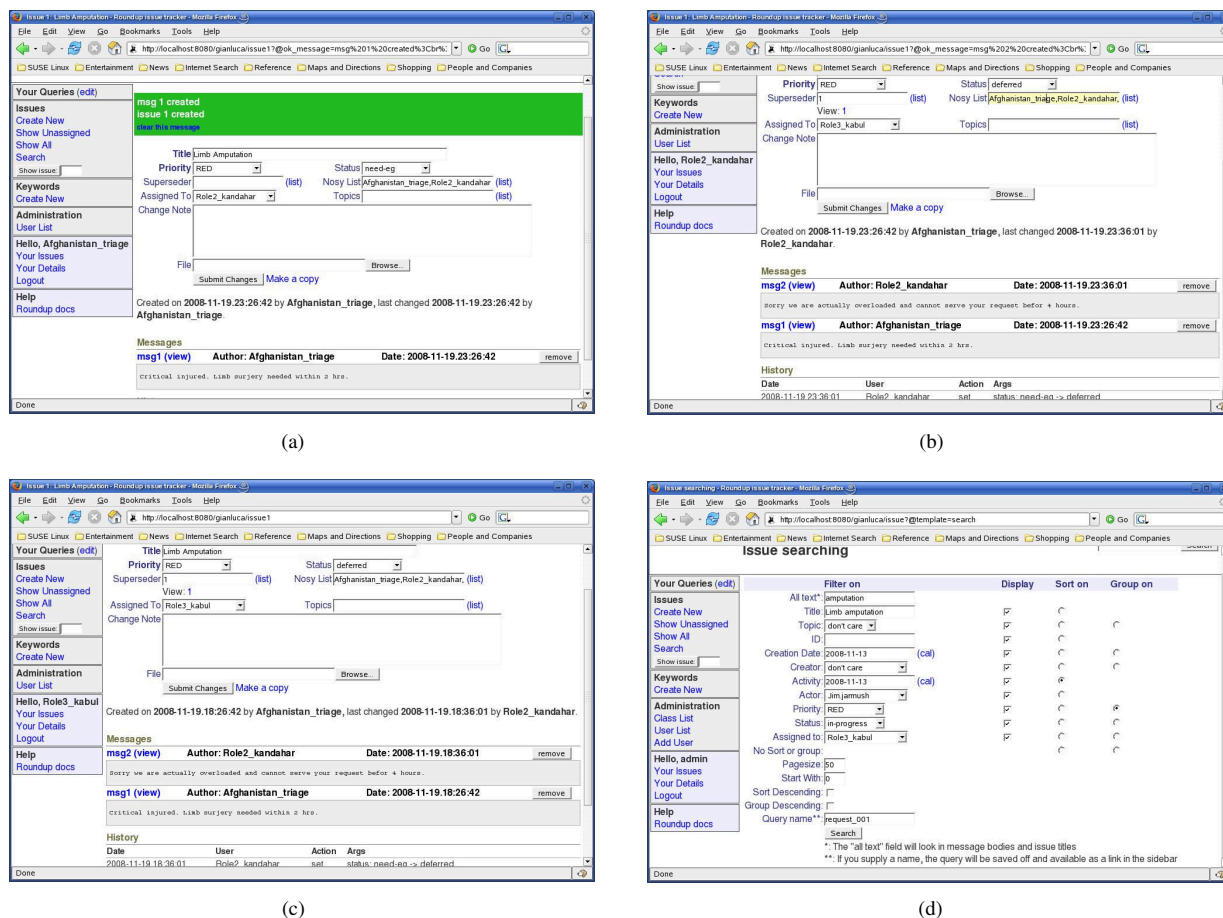 Issue 1: Limb Amputation - Roundup issue tracker - Mozilla Firefox
File Edit View Go Bookmarks Tools Help
http://localhost:8080/gianluca/issue1?@ok_message=msg%201%20created%3Cbr%
Go
SUSE Linux Entertainment News Internet Search Reference Maps and Directions Shopping People and Companies
Your Queries (edit)
Issues
Create New
Show Unassigned
Show All
Search
Show issue:
Keywords
Create New
Administration
User List
Hello, Afghanistan_triage
Your Issues
Your Details
Logout
Help
Roundup docs
msg 1 created
issue 1 created
clear this message
Title Limb Amputation
Priority RED Status need-eg
Superseder (list) Nosy List Afghanistan_triage,Role2_kandahar (list)
Assigned To Role2_kandahar Topics (list)
Change Note
File Browse...
Submit Changes Make a copy
Created on 2008-11-19.23:26:42 by Afghanistan_triage, last changed 2008-11-19.23:26:42 by
Afghanistan_triage.
Messages
msg1 (view) Author: Afghanistan_triage Date: 2008-11-19.23:26:42 remove
Critical injured. Limb surjery needed within 2 hrs.
Done
(a)
Issue 1: Limb Amputation - Roundup issue tracker - Mozilla Firefox
File Edit View Go Bookmarks Tools Help
http://localhost:8080/gianluca/issue1?@ok_message=msg%202%20created%3Cbr%
Go
SUSE Linux Entertainment News Internet Search Reference Maps and Directions Shopping People and Companies
Show issue:
Keywords
Create New
Administration
User List
Hello, Role2_kandahar
Your Issues
Your Details
Logout
Help
Roundup docs
Priority RED Status deferred
Superseder 1 (list) Nosy List Afghanistan_triage,Role2_kandahar, (list)
View: 1
Assigned To Role3_kabul Topics (list)
Change Note
File Browse...
Submit Changes Make a copy
Created on 2008-11-19.23:26:42 by Afghanistan_triage, last changed 2008-11-19.23:36:01 by
Role2_kandahar.
Messages
msg2 (view) Author: Role2_kandahar Date: 2008-11-19.23:36:01 remove
Sorry we are actually overloaded and cannot serve your request befor 4 hours.
msg1 (view) Author: Afghanistan_triage Date: 2008-11-19.23:26:42 remove
Critical injured. Limb surjery needed within 2 hrs.
History
Date User Action Args
2008-11-19.23:36:01 Role2_kandahar set status: need-eg -> deferred
Done
(b)
Issue 1: Limb Amputation - Roundup issue tracker - Mozilla Firefox
File Edit View Go Bookmarks Tools Help
http://localhost:8080/gianluca/issue1
Go
SUSE Linux Entertainment News Internet Search Reference Maps and Directions Shopping People and Companies
Your Queries (edit)
Issues
Create New
Show Unassigned
Show All
Search
Show issue:
Keywords
Create New
Administration
User List
Hello, Role3_kabul
Your Issues
Your Details
Logout
Help
Roundup docs
Title Limb Amputation
Priority RED Status deferred
Superseder 1 (list) Nosy List Afghanistan_triage,Role2_kandahar, (list)
View: 1
Assigned To Role3_kabul Topics (list)
Change Note
File Browse...
Submit Changes Make a copy
Created on 2008-11-19.18:26:42 by Afghanistan_triage, last changed 2008-11-19.18:36:01 by Role2_kandahar.
Messages
msg2 (view) Author: Role2_kandahar Date: 2008-11-19.18:36:01 remove
Sorry we are actually overloaded and cannot serve your request befor 4 hours.
msg1 (view) Author: Afghanistan_triage Date: 2008-11-19.18:26:42 remove
Critical injured. Limb surjery needed within 2 hrs.
History
Date User Action Args
2008-11-19.18:36:01 Role2_kandahar set status: need-eg -> deferred
Done
(c)
Issue searching - Roundup issue tracker - Mozilla Firefox
File Edit View Go Bookmarks Tools Help
http://localhost:8080/gianluca/issue?@template=search
Go
SUSE Linux Entertainment News Internet Search Reference Maps and Directions Shopping People and Companies
Issue searching Search
Your Queries (edit)
Issues
Create New
Show Unassigned
Show All
Search
Show issue:
Keywords
Create New
Administration
Class List
User List
Add User
Hello, admin
Your Issues
Your Details
Logout
Help
Roundup docs
Filter on Display Sort on Group on
All text*: amputation
Title: Limb amputation
Topic: don't care
ID:
Creation Date: 2008-11-13 (cal)
Creator: don't care
Activity: 2008-11-13 (cal)
Actor: Jim.jarmush
Priority: RED
Status: in-progress
Assigned to: Role3_kabul
No Sort or group:
Pagesize: 50
Start With: 0
Sort Descending:
Group Descending:
Query name**: request_001
Search
*: The "all text" field will look in message bodies and issue titles
**: If you supply a name, the query will be saved off and available as a link in the sidebar
Done
(d)